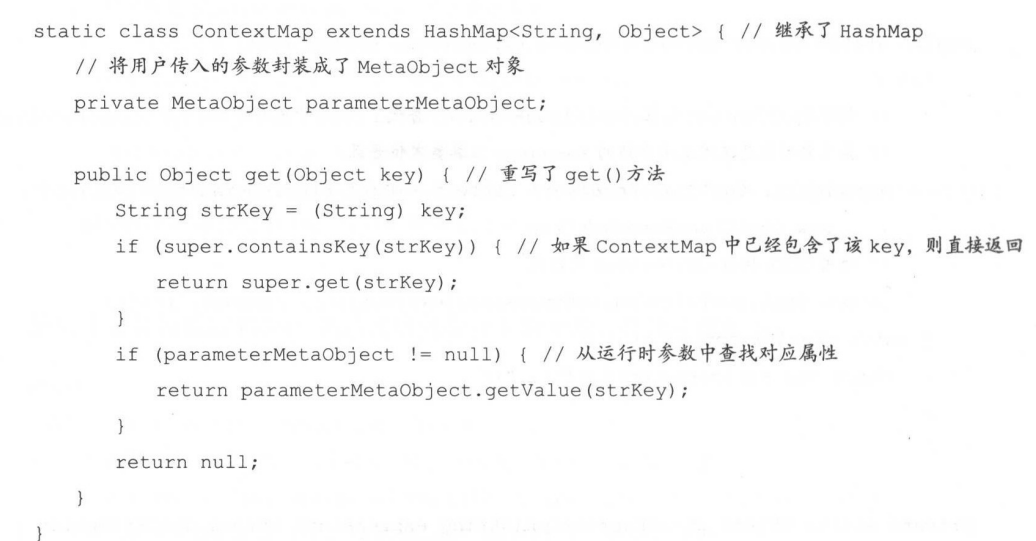 static class ContextMap extends HashMap<String, Object> { // 继承了 HashMap
// 将用户传入的参数封装成了 MetaObject 对象
private MetaObject parameterMetaObject;
public Object get(Object key) { // 重写了 get()方法
String strKey = (String) key;
if (super.containsKey(strKey)) { // 如果 ContextMap 中已经包含了该 key, 则直接返回
return super.get(strKey);
}
if (parameterMetaObject != null) { // 从运行时参数中查找对应属性
return parameterMetaObject.getValue(strKey);
}
return null;
}
}